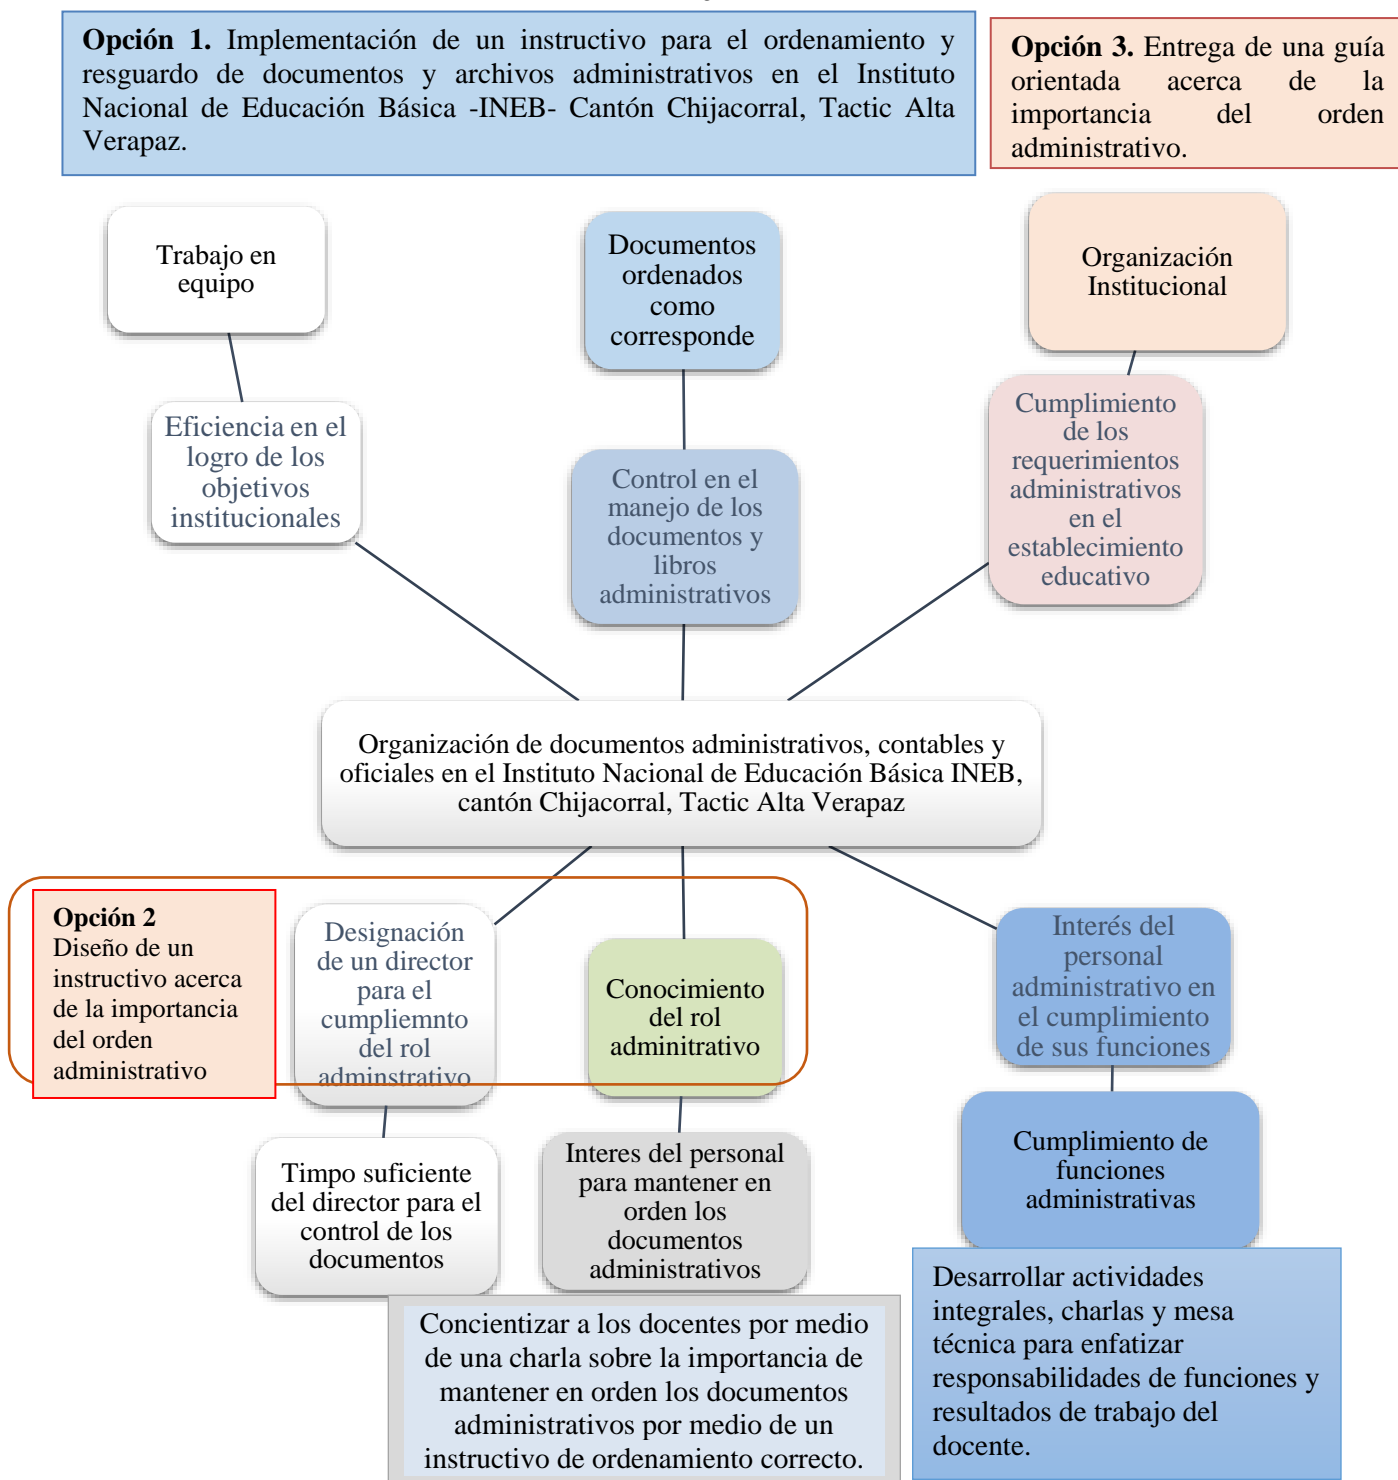 Opción 1. Implementación de un instructivo para el ordenamiento y
resguardo de documentos y archivos administrativos en el Instituto
Nacional de Educación Básica -INEB- Cantón Chijacorral, Tactic Alta
Verapaz.
Opción 3. Entrega de una guía
orientada acerca de la
importancia del orden
administrativo.
Trabajo en
equipo
Documentos
ordenados
como
corresponde
Organización
Institucional
Eficiencia en el
logro de los
objetivos
institucionales
Control en el
manejo de los
documentos y
libros
administrativos
Cumplimiento
de los
requerimientos
administrativos
en el
establecimiento
educativo
Organización de documentos administrativos, contables y
oficiales en el Instituto Nacional de Educación Básica INEB,
cantón Chijacorral, Tactic Alta Verapaz
Opción 2
Diseño de un
instructivo acerca
de la importancia
del orden
administrativo
Designación
de un director
para el
cumpliemnto
del rol
adminstrativo
Conocimiento
del rol
adminitrativo
Interés del
personal
administrativo en
el cumplimiento
de sus funciones
Timpo suficiente
del director para el
control de los
documentos
Interes del personal
para mantener en
orden los
documentos
administrativos
Cumplimiento de
funciones
administrativas
Concientizar a los docentes por medio
de una charla sobre la importancia de
mantener en orden los documentos
administrativos por medio de un
instructivo de ordenamiento correcto.
Desarrollar actividades
integrales, charlas y mesa
técnica para enfatizar
responsabilidades de funciones y
resultados de trabajo del
docente.